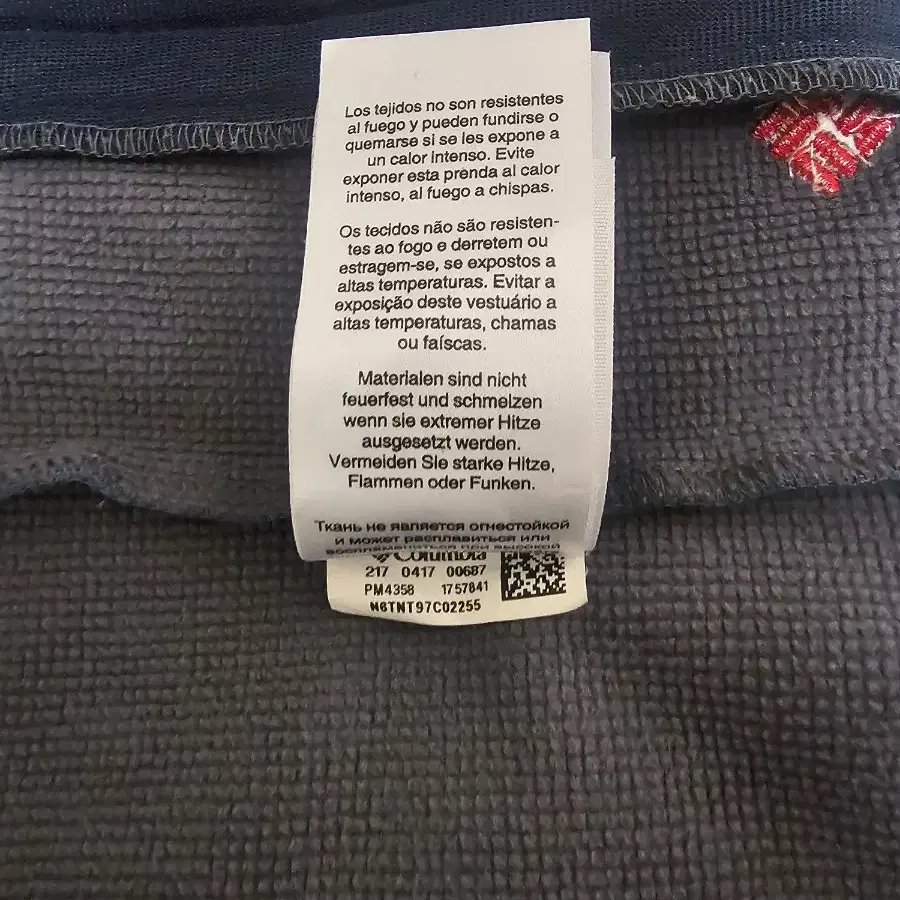 Los tejidos no son resistentes
al fuego y pueden fundirse o
quemarse si se les expone a
un calor intenso. Evite
exponer esta prenda al calor
intenso, al fuego a chispas.
Os tecidos não são resisten-
tes ao fogo e derretem ou
estragem-se, se expostos a
altas temperaturas. Evitar a
exposição deste vestuário a
altas temperaturas, chamas
ou faíscas.
Materialen sind nicht
feuerfest und schmelzen
wenn sie extremer Hitze
ausgesetzt werden.
Vermeiden Sie starke Hitze,
Flammen oder Funken.
Ткань не является огнестойкой
и может расплавиться или
воспламениться при высокой
Columbia
217 0417 00687
PM4358 1757841
N6TNT97C02255